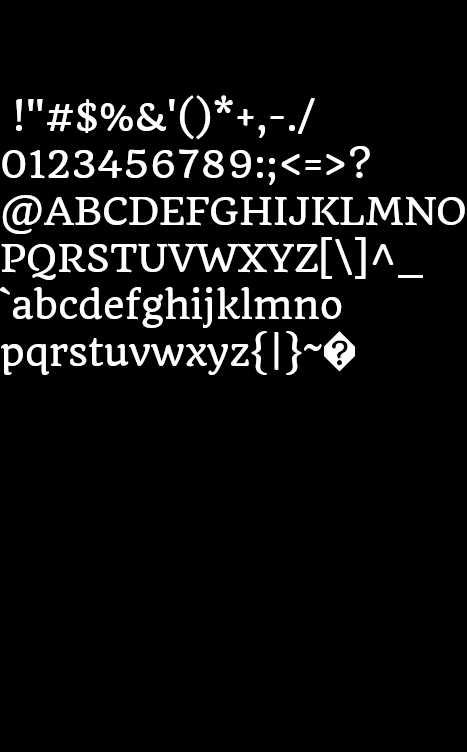 !"#$%&'()*+,-./
0123456789:;<=>?
@ABCDEFGHIJKLMNO
PQRSTUVWXYZ[\]^_
`abcdefghijklmno
pqrstuvwxyz{|}~�